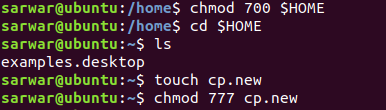 sarwar@ubuntu:/home$ chmod 700 $HOME
sarwar@ubuntu:/home$ cd $HOME
sarwar@ubuntu:~$ ls
examples.desktop
sarwar@ubuntu:~$ touch cp.new
sarwar@ubuntu:~$ chmod 777 cp.new